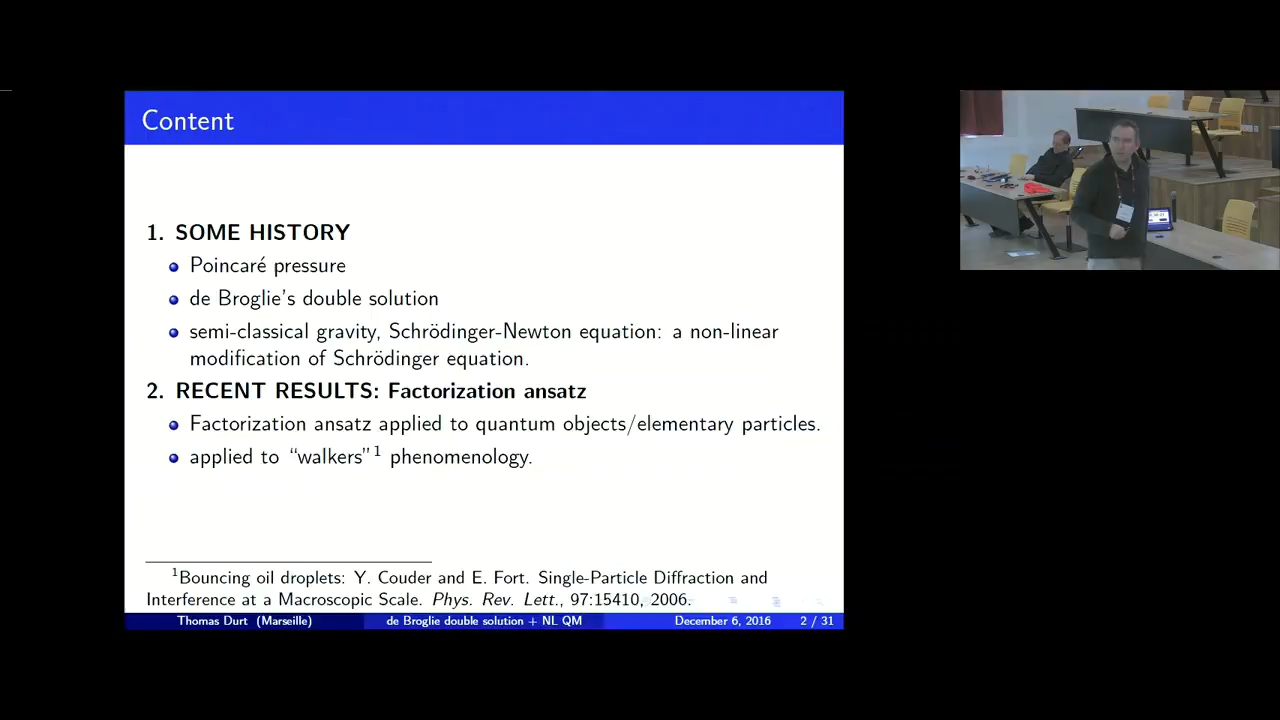 Content
1. SOME HISTORY
Poincaré pressure
de Broglie's double solution
semi-classical gravity, Schrödinger-Newton equation: a non-linear
modification of Schrödinger equation.
2. RECENT RESULTS: Factorization ansatz
Factorization ansatz applied to quantum objects/elementary particles.
applied to “walkers”1 phenomenology.
1Bouncing oil droplets: Y. Couder and E. Fort. Single-Particle Diffraction and
Interference at a Macroscopic Scale. Phys. Rev. Lett., 97:15410, 2006.
Thomas Durt (Marseille) de Broglie double solution + NL QM December 6, 2016 2 / 31